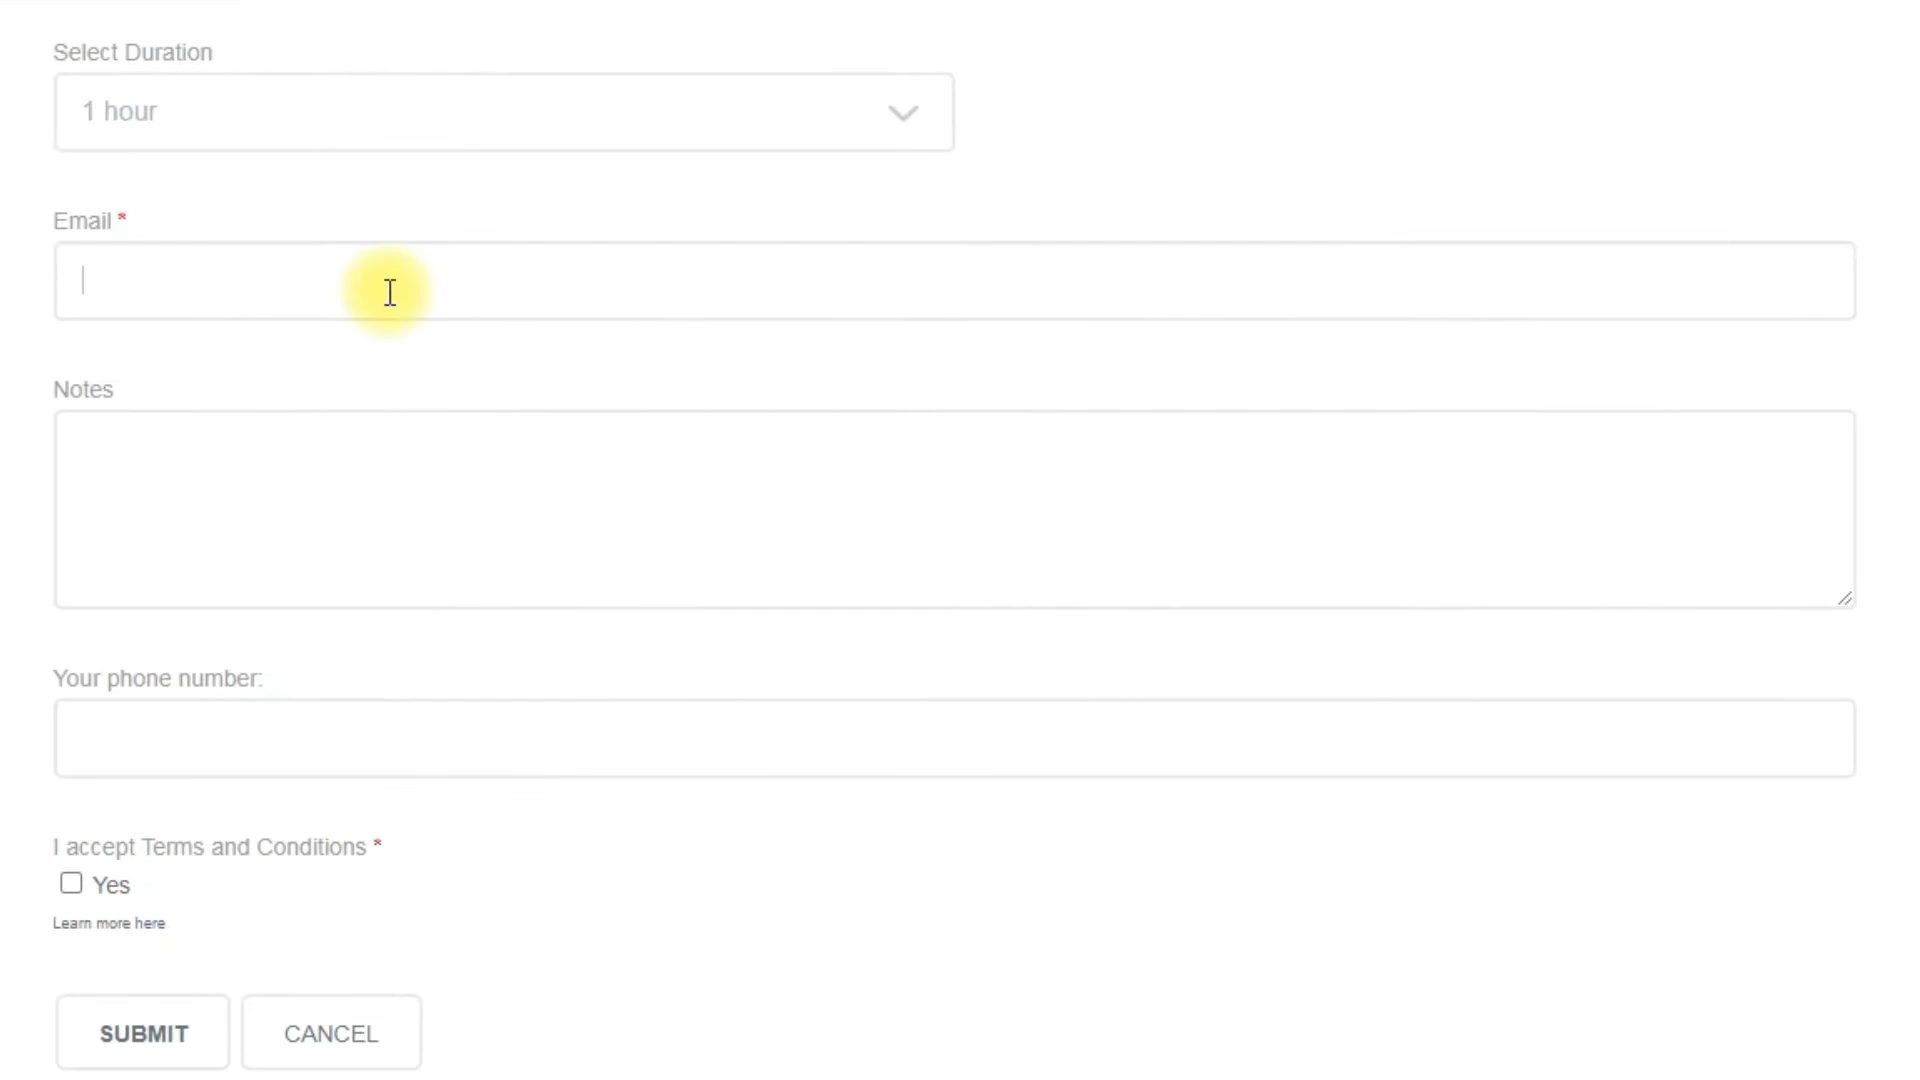 Select Duration
1 hour
Email *
Notes
Your phone number:
I accept Terms and Conditions *
Yes
Learn more here
SUBMIT CANCEL